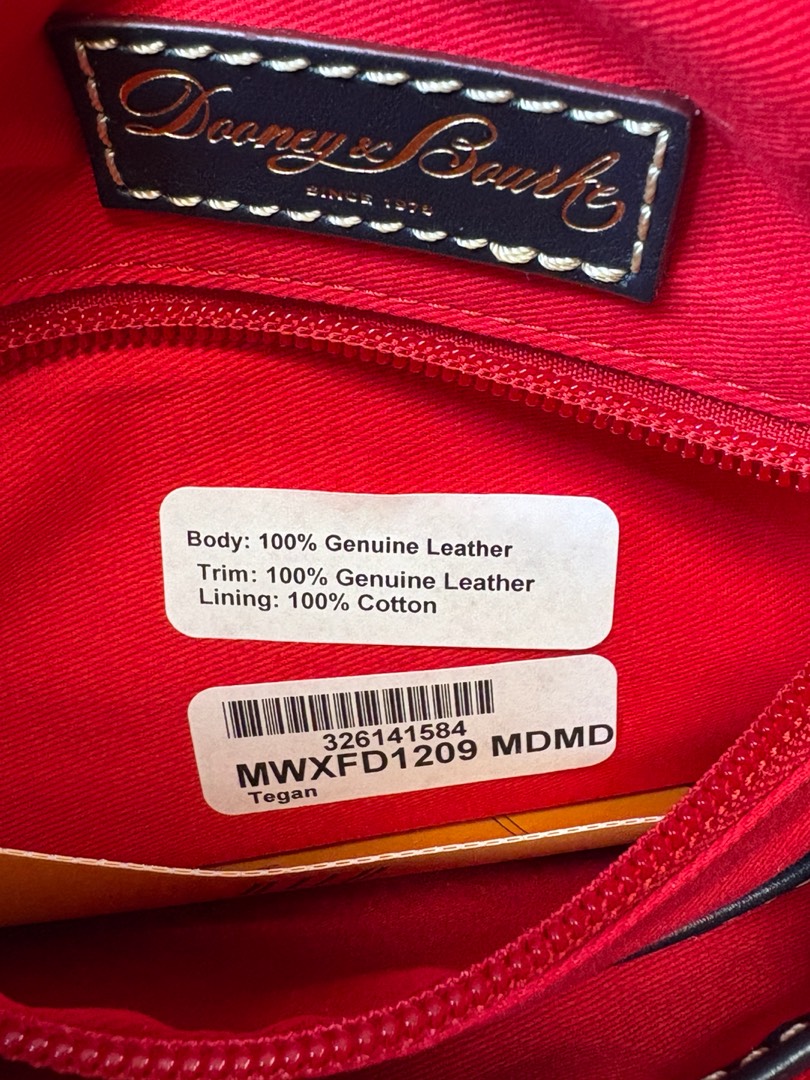 Dooney & Bourke
SINCE 1975
Body: 100% Genuine Leather
Trim: 100% Genuine Leather
Lining: 100% Cotton
326141584
MWXFD1209 MDMD
Tegan